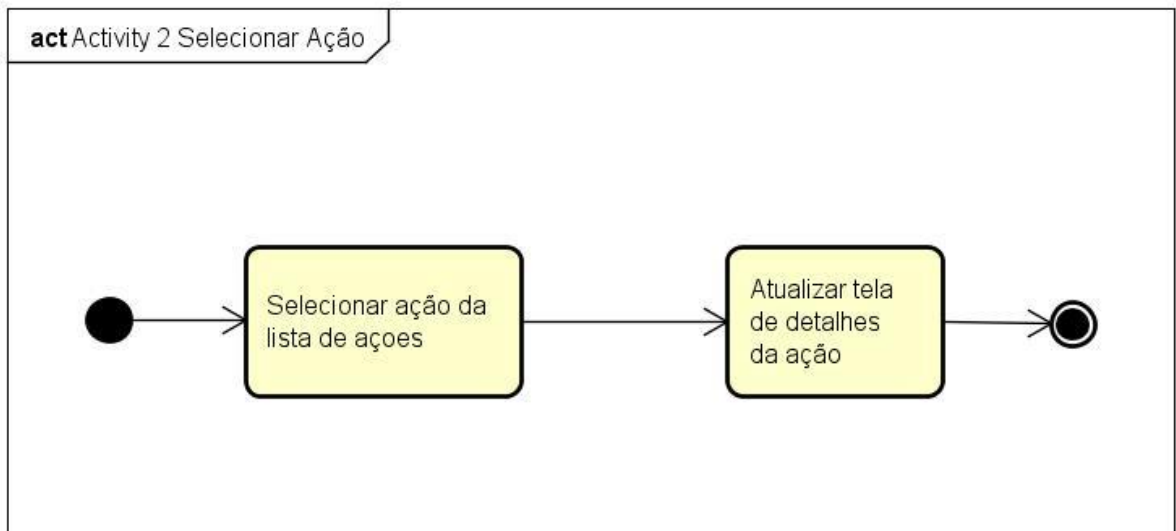 act Activity 2 Selecionar Ação
Selecionar ação da
lista de açoes
Atualizar tela
de detalhes
da ação